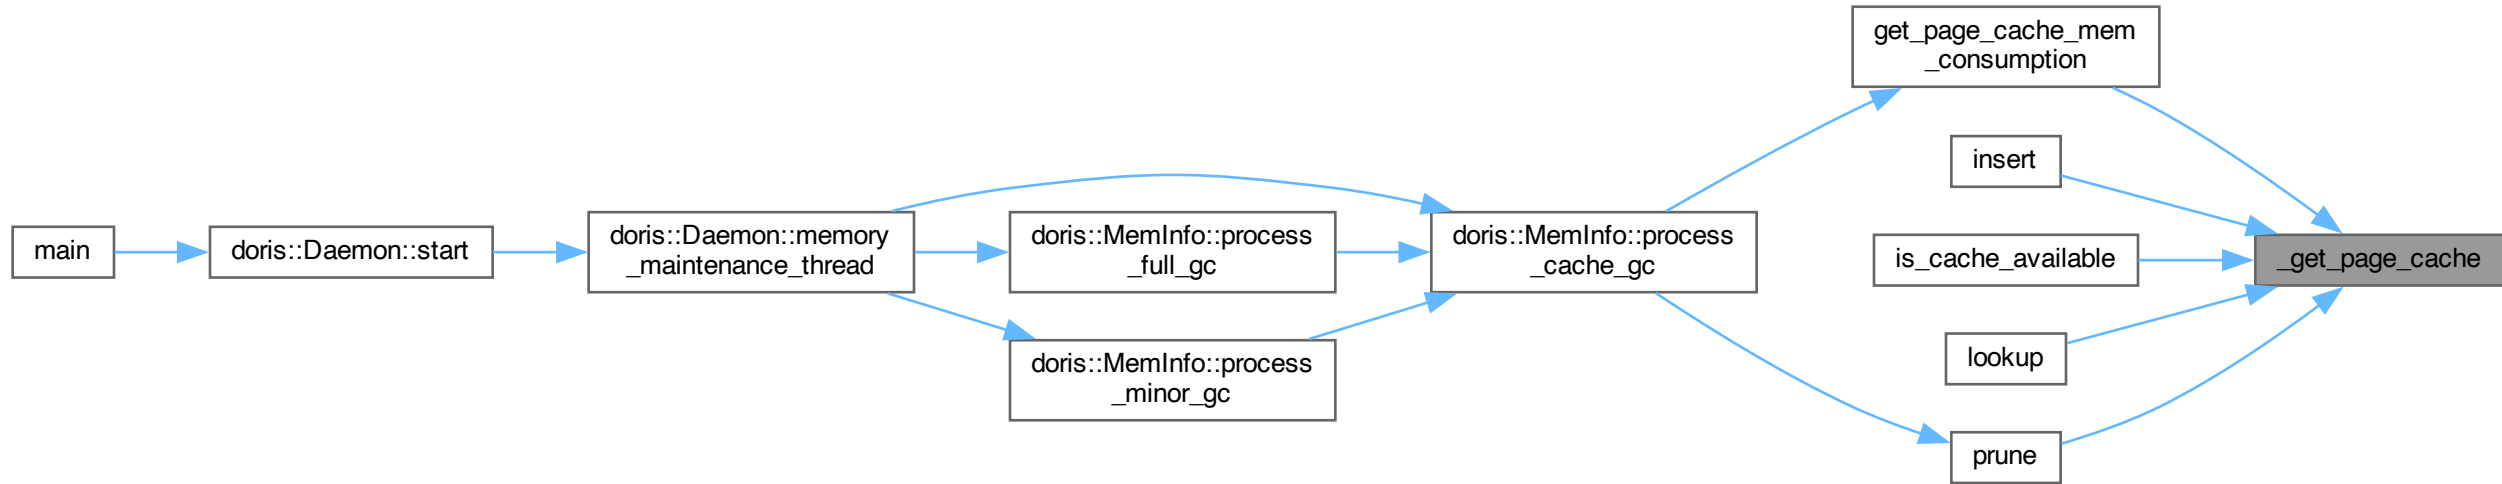 main
doris::Daemon::start
doris::Daemon::memory
_maintenance_thread
doris::MemInfo::process
_full_gc
doris::MemInfo::process
_minor_gc
doris::MemInfo::process
_cache_gc
get_page_cache_mem
_consumption
insert
is_cache_available
lookup
prune
_get_page_cache